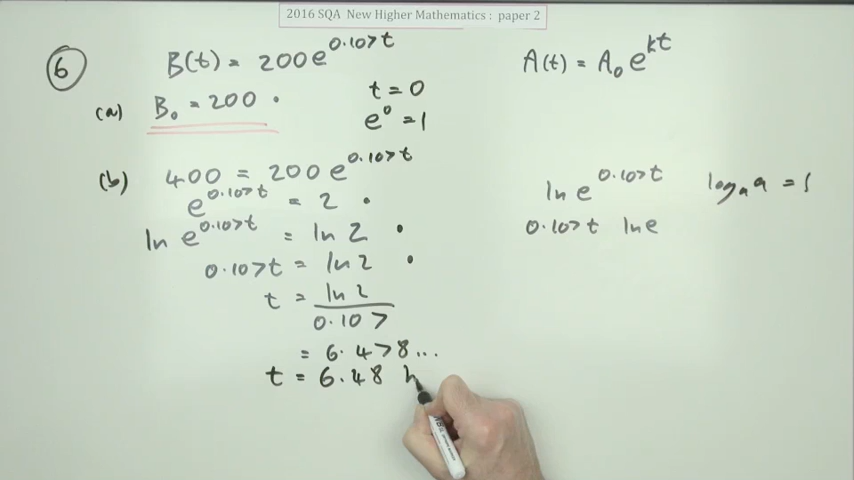 2016 SQA New Higher Mathematics : paper 2
6
B(t) = 200e^0.107t
A(t) = A₀e^kt
(a) B₀ = 200 •
t = 0
e⁰ = 1
(b) 400 = 200e^0.107t
e^0.107t = 2 •
ln e^0.107t = ln 2 •
0.107t = ln 2 •
t = ln 2 / 0.107
= 6.478...
t = 6.48 h
ln e^0.107t
logₐa = 1
0.107t ln e